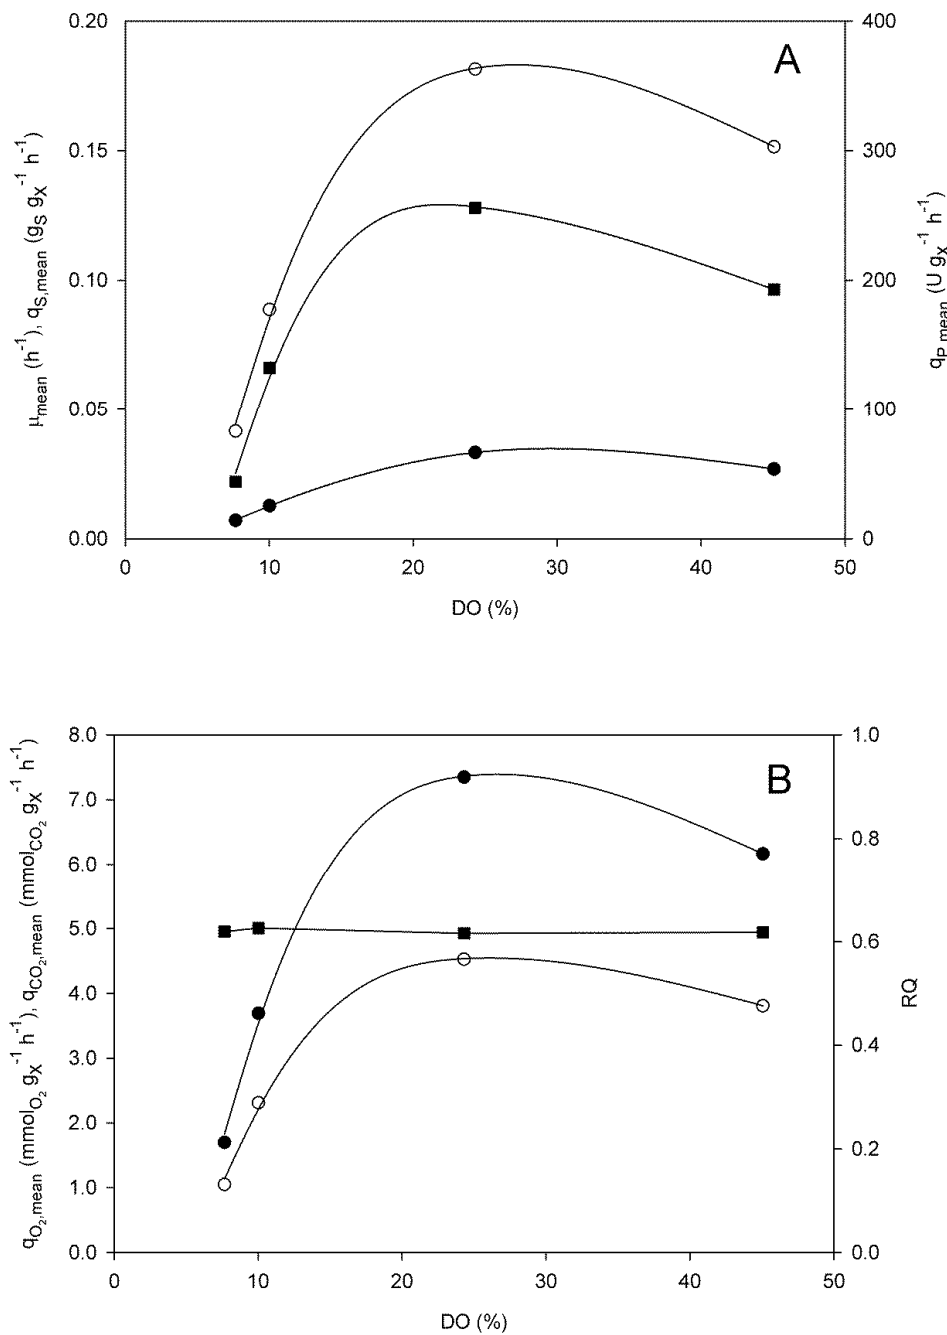 A
0.20
0.15
0.10
0.05
0.00
μmean (h-1), qS,mean (gS gX-1 h-1)
400
300
200
100
0
qP,mean (U gX-1 h-1)
0 10 20 30 40 50
DO (%)
B
8.0
7.0
6.0
5.0
4.0
3.0
2.0
1.0
0.0
qO2,mean (mmolO2 gX-1 h-1), qCO2,mean (mmolCO2 gX-1 h-1)
1.0
0.8
0.6
0.4
0.2
0.0
RQ
0 10 20 30 40 50
DO (%)